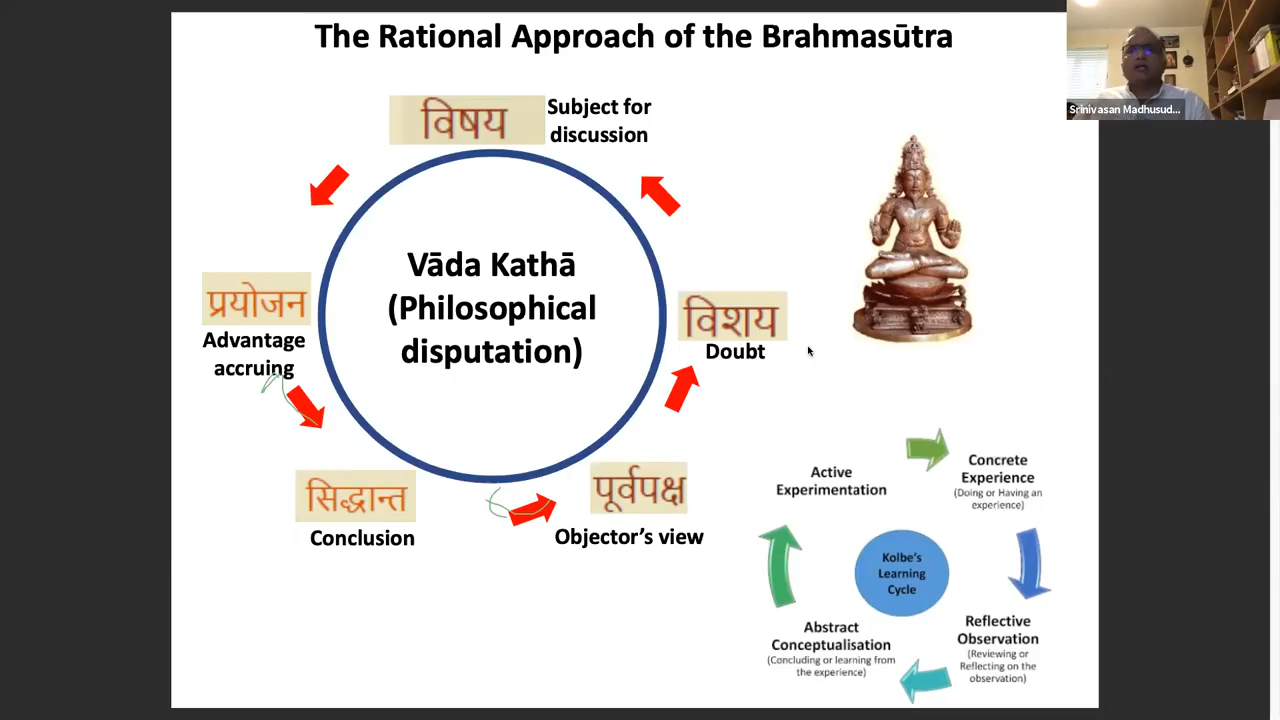 The Rational Approach of the Brahmasūtra
Srinivasan Madhusud...
विषय
Subject for
discussion
Vāda Kathā
(Philosophical
disputation)
प्रयोजन
Advantage
accruing
विशय
Doubt
सिद्धान्त
Conclusion
पूर्वपक्ष
Objector's view
Active
Experimentation
Concrete
Experience
(Doing or Having an
experience)
Kolbe's
Learning
Cycle
Abstract
Conceptualisation
(Concluding or learning from
the experience)
Reflective
Observation
(Reviewing or
Reflecting on the
observation)